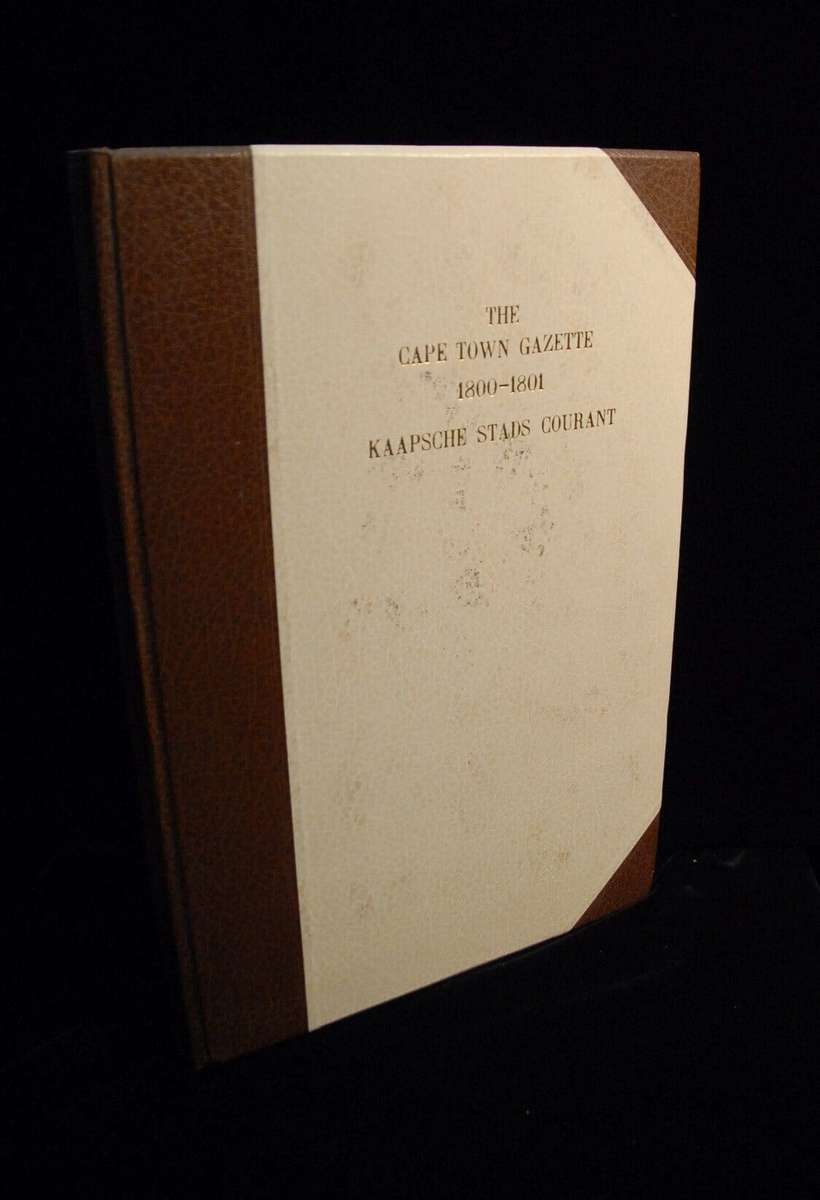 THE
CAPE TOWN GAZETTE
1800–1801
KAAPSCHE STADS COURANT